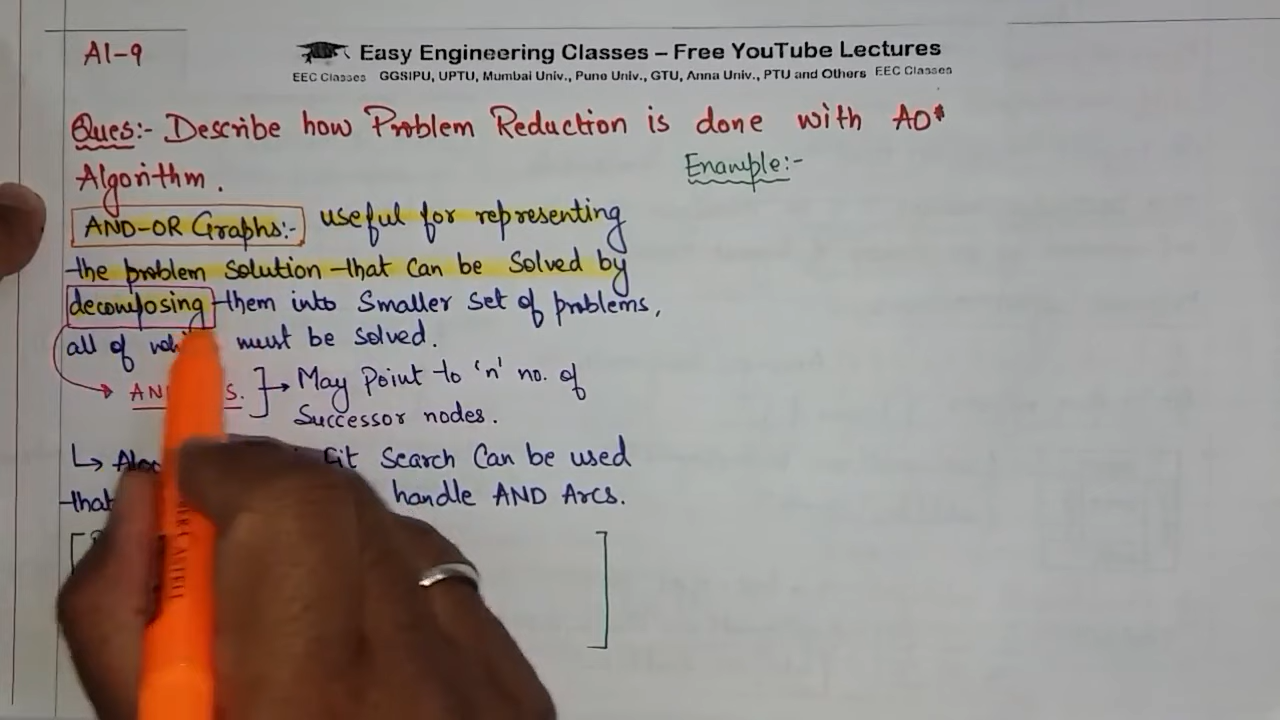 AI-9
Easy Engineering Classes – Free YouTube Lectures
EEC Classes GGSIPU, UPTU, Mumbai Univ., Pune Univ., GTU, Anna Univ., PTU and Others EEC Classes
Ques:- Describe how Problem Reduction is done with AO*
Algorithm.
Example:-
AND-OR Graphs:- useful for representing
the problem solution that can be solved by
decomposing them into smaller set of problems,
all of must be solved.
→ May Point to 'n' no. of
Successor nodes.
↳ Search Can be used
that handle AND Arcs.